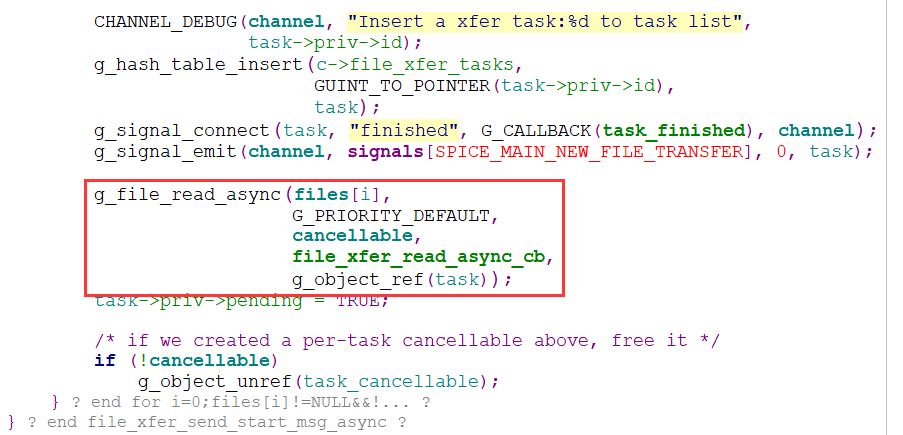 CHANNEL_DEBUG(channel, "Insert a xfer task:%d to task list",
task->priv->id);
g_hash_table_insert(c->file_xfer_tasks,
GUINT_TO_POINTER(task->priv->id),
task);
g_signal_connect(task, "finished", G_CALLBACK(task_finished), channel);
g_signal_emit(channel, signals[SPICE_MAIN_NEW_FILE_TRANSFER], 0, task);
g_file_read_async(files[i],
G_PRIORITY_DEFAULT,
cancellable,
file_xfer_read_async_cb,
g_object_ref(task));
task->priv->pending = TRUE;
/* if we created a per-task cancellable above, free it */
if (!cancellable)
g_object_unref(task_cancellable);
} ? end for i=0;files[i]!=NULL&&!... ?
} ? end file_xfer_send_start_msg_async ?